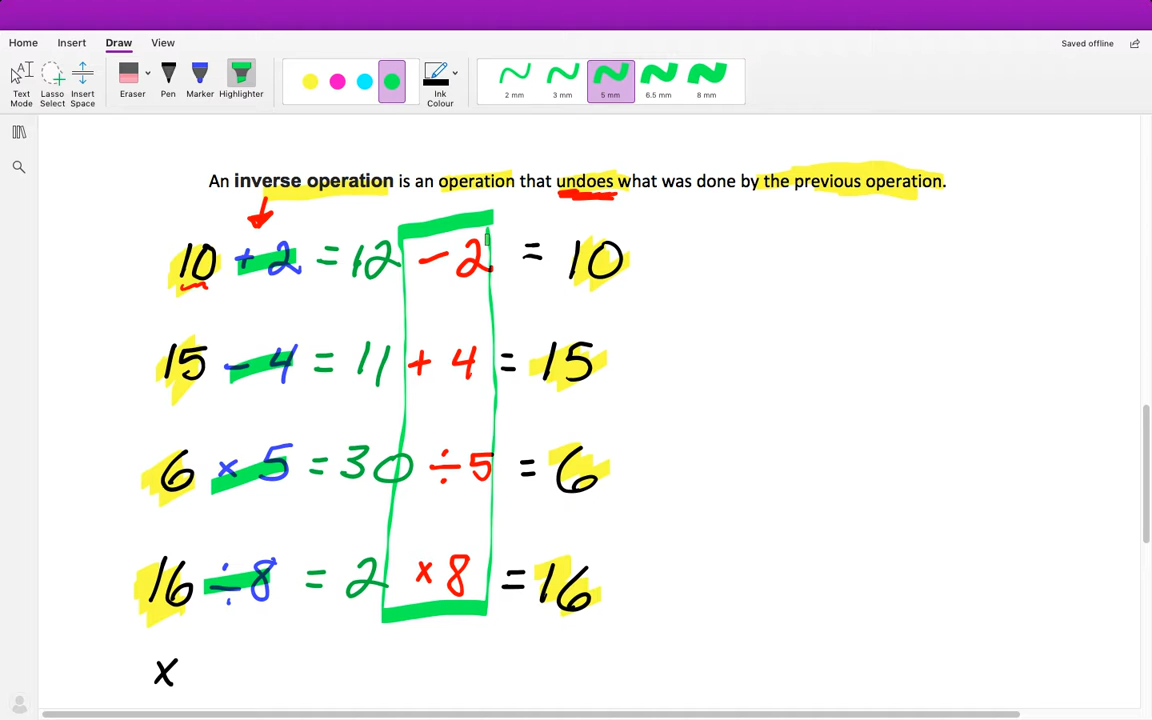 Home Insert Draw View Saved offline
Text Mode Lasso Select Insert Space Eraser Pen Marker Highlighter Ink Colour 2 mm 3 mm 5 mm 6.5 mm 8 mm
An inverse operation is an operation that undoes what was done by the previous operation.
10 + 2 = 12 - 2 = 10
15 - 4 = 11 + 4 = 15
6 × 5 = 30 ÷ 5 = 6
16 ÷ 8 = 2 × 8 = 16
x